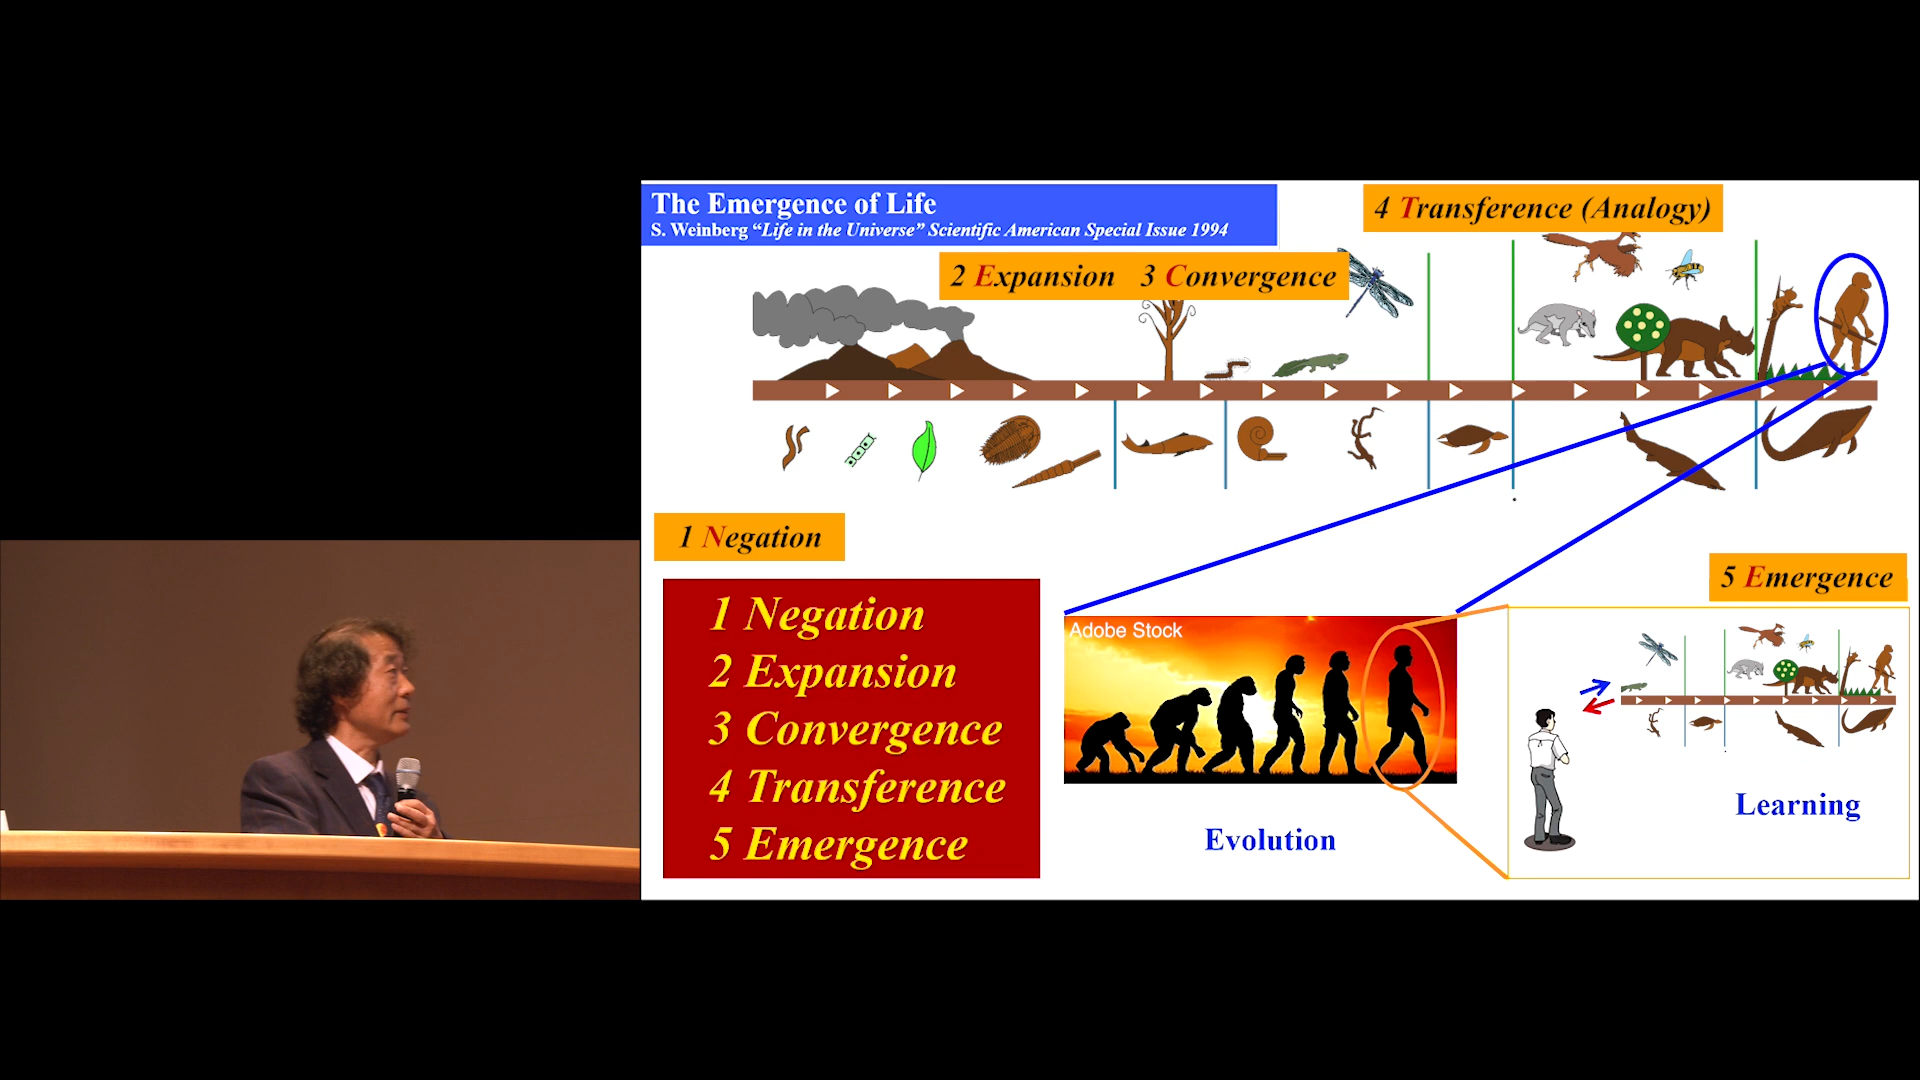 The Emergence of Life
S. Weinberg “Life in the Universe” Scientific American Special Issue 1994
4 Transference (Analogy)
2 Expansion 3 Convergence
1 Negation
1 Negation
2 Expansion
3 Convergence
4 Transference
5 Emergence
Adobe Stock
Evolution
5 Emergence
Learning